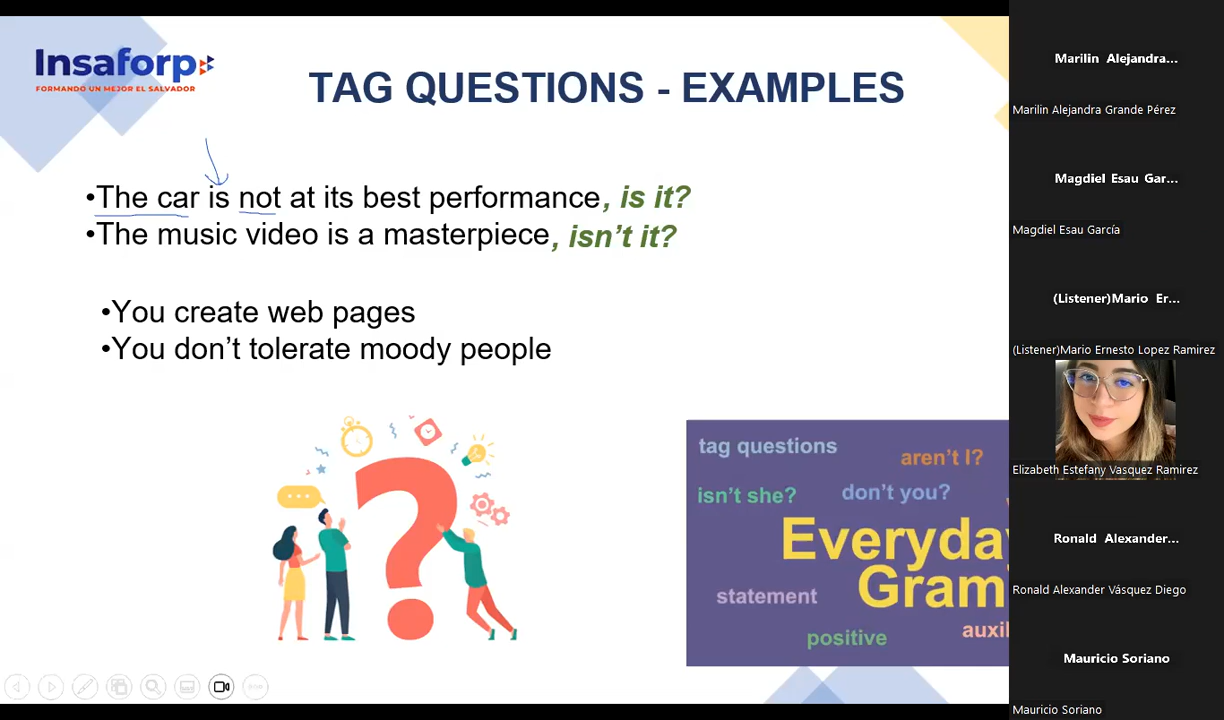 Insaforp
FORMANDO UN MEJOR EL SALVADOR
TAG QUESTIONS - EXAMPLES
•The car is not at its best performance, is it?
•The music video is a masterpiece, isn't it?
•You create web pages
•You don't tolerate moody people
tag questions
aren't I?
isn't she?
don't you?
Everyday
Gram
statement
auxil
positive
Marilin Alejandra...
Marilin Alejandra Grande Pérez
Magdiel Esau Gar...
Magdiel Esau García
(Listener)Mario Er...
(Listener)Mario Ernesto Lopez Ramirez
Elizabeth Estefany Vasquez Ramirez
Ronald Alexander...
Ronald Alexander Vásquez Diego
Mauricio Soriano
Mauricio Soriano